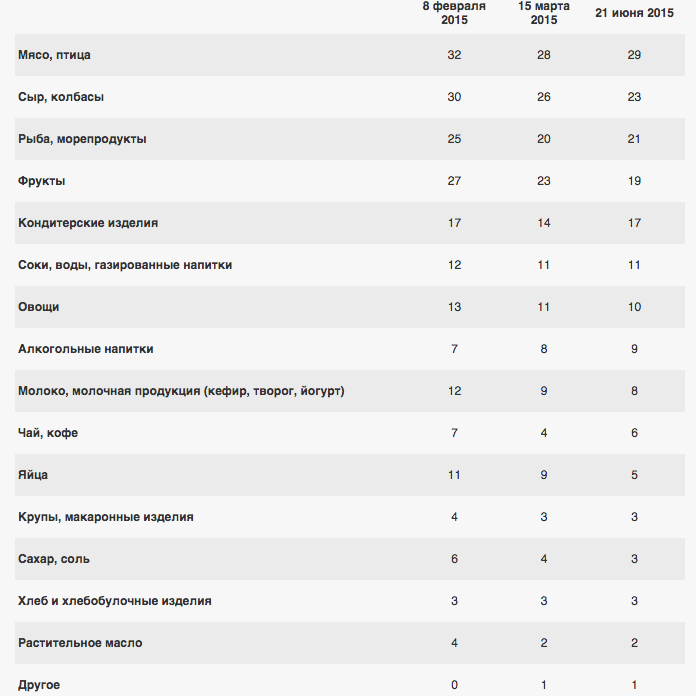 8 февраля 2015 15 марта 2015 21 июня 2015
Мясо, птица 32 28 29
Сыр, колбасы 30 26 23
Рыба, морепродукты 25 20 21
Фрукты 27 23 19
Кондитерские изделия 17 14 17
Соки, воды, газированные напитки 12 11 11
Овощи 13 11 10
Алкогольные напитки 7 8 9
Молоко, молочная продукция (кефир, творог, йогурт) 12 9 8
Чай, кофе 7 4 6
Яйца 11 9 5
Крупы, макаронные изделия 4 3 3
Сахар, соль 6 4 3
Хлеб и хлебобулочные изделия 3 3 3
Растительное масло 4 2 2
Другое 0 1 1